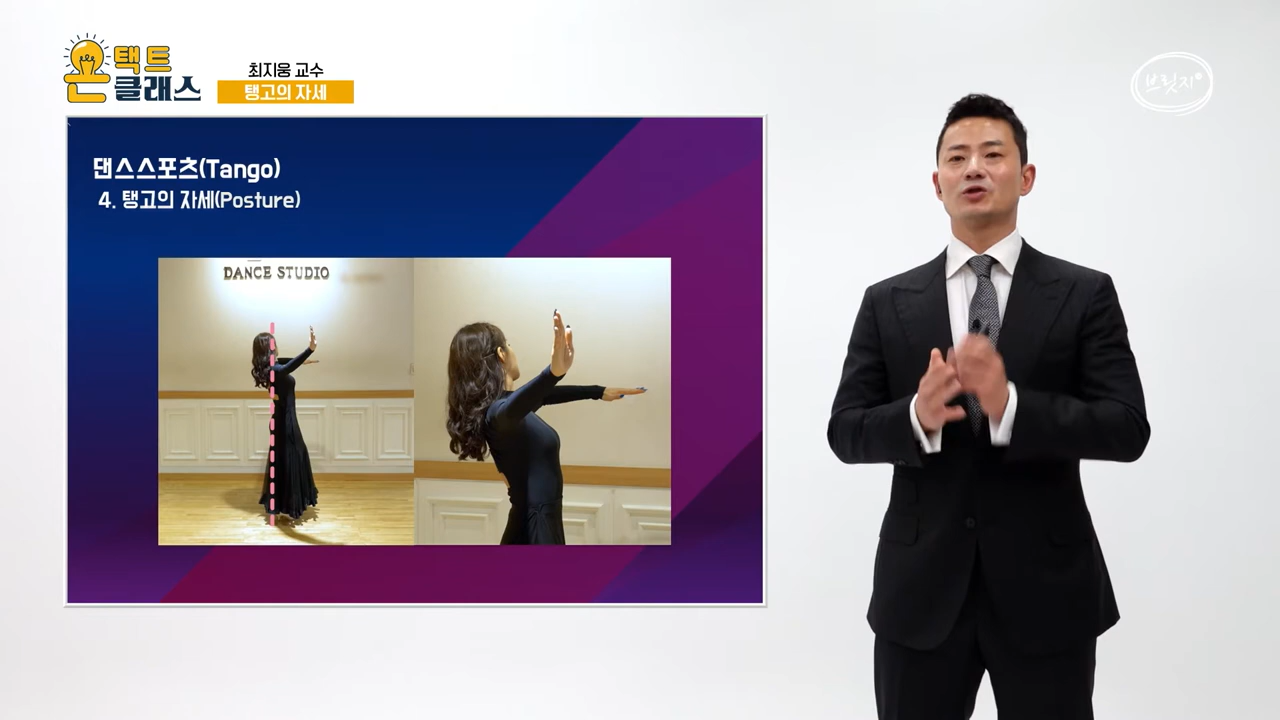 온택트
클래스
최지웅 교수
탱고의 자세
브릿지
댄스스포츠(Tango)
4. 탱고의 자세(Posture)
DANCE STUDIO